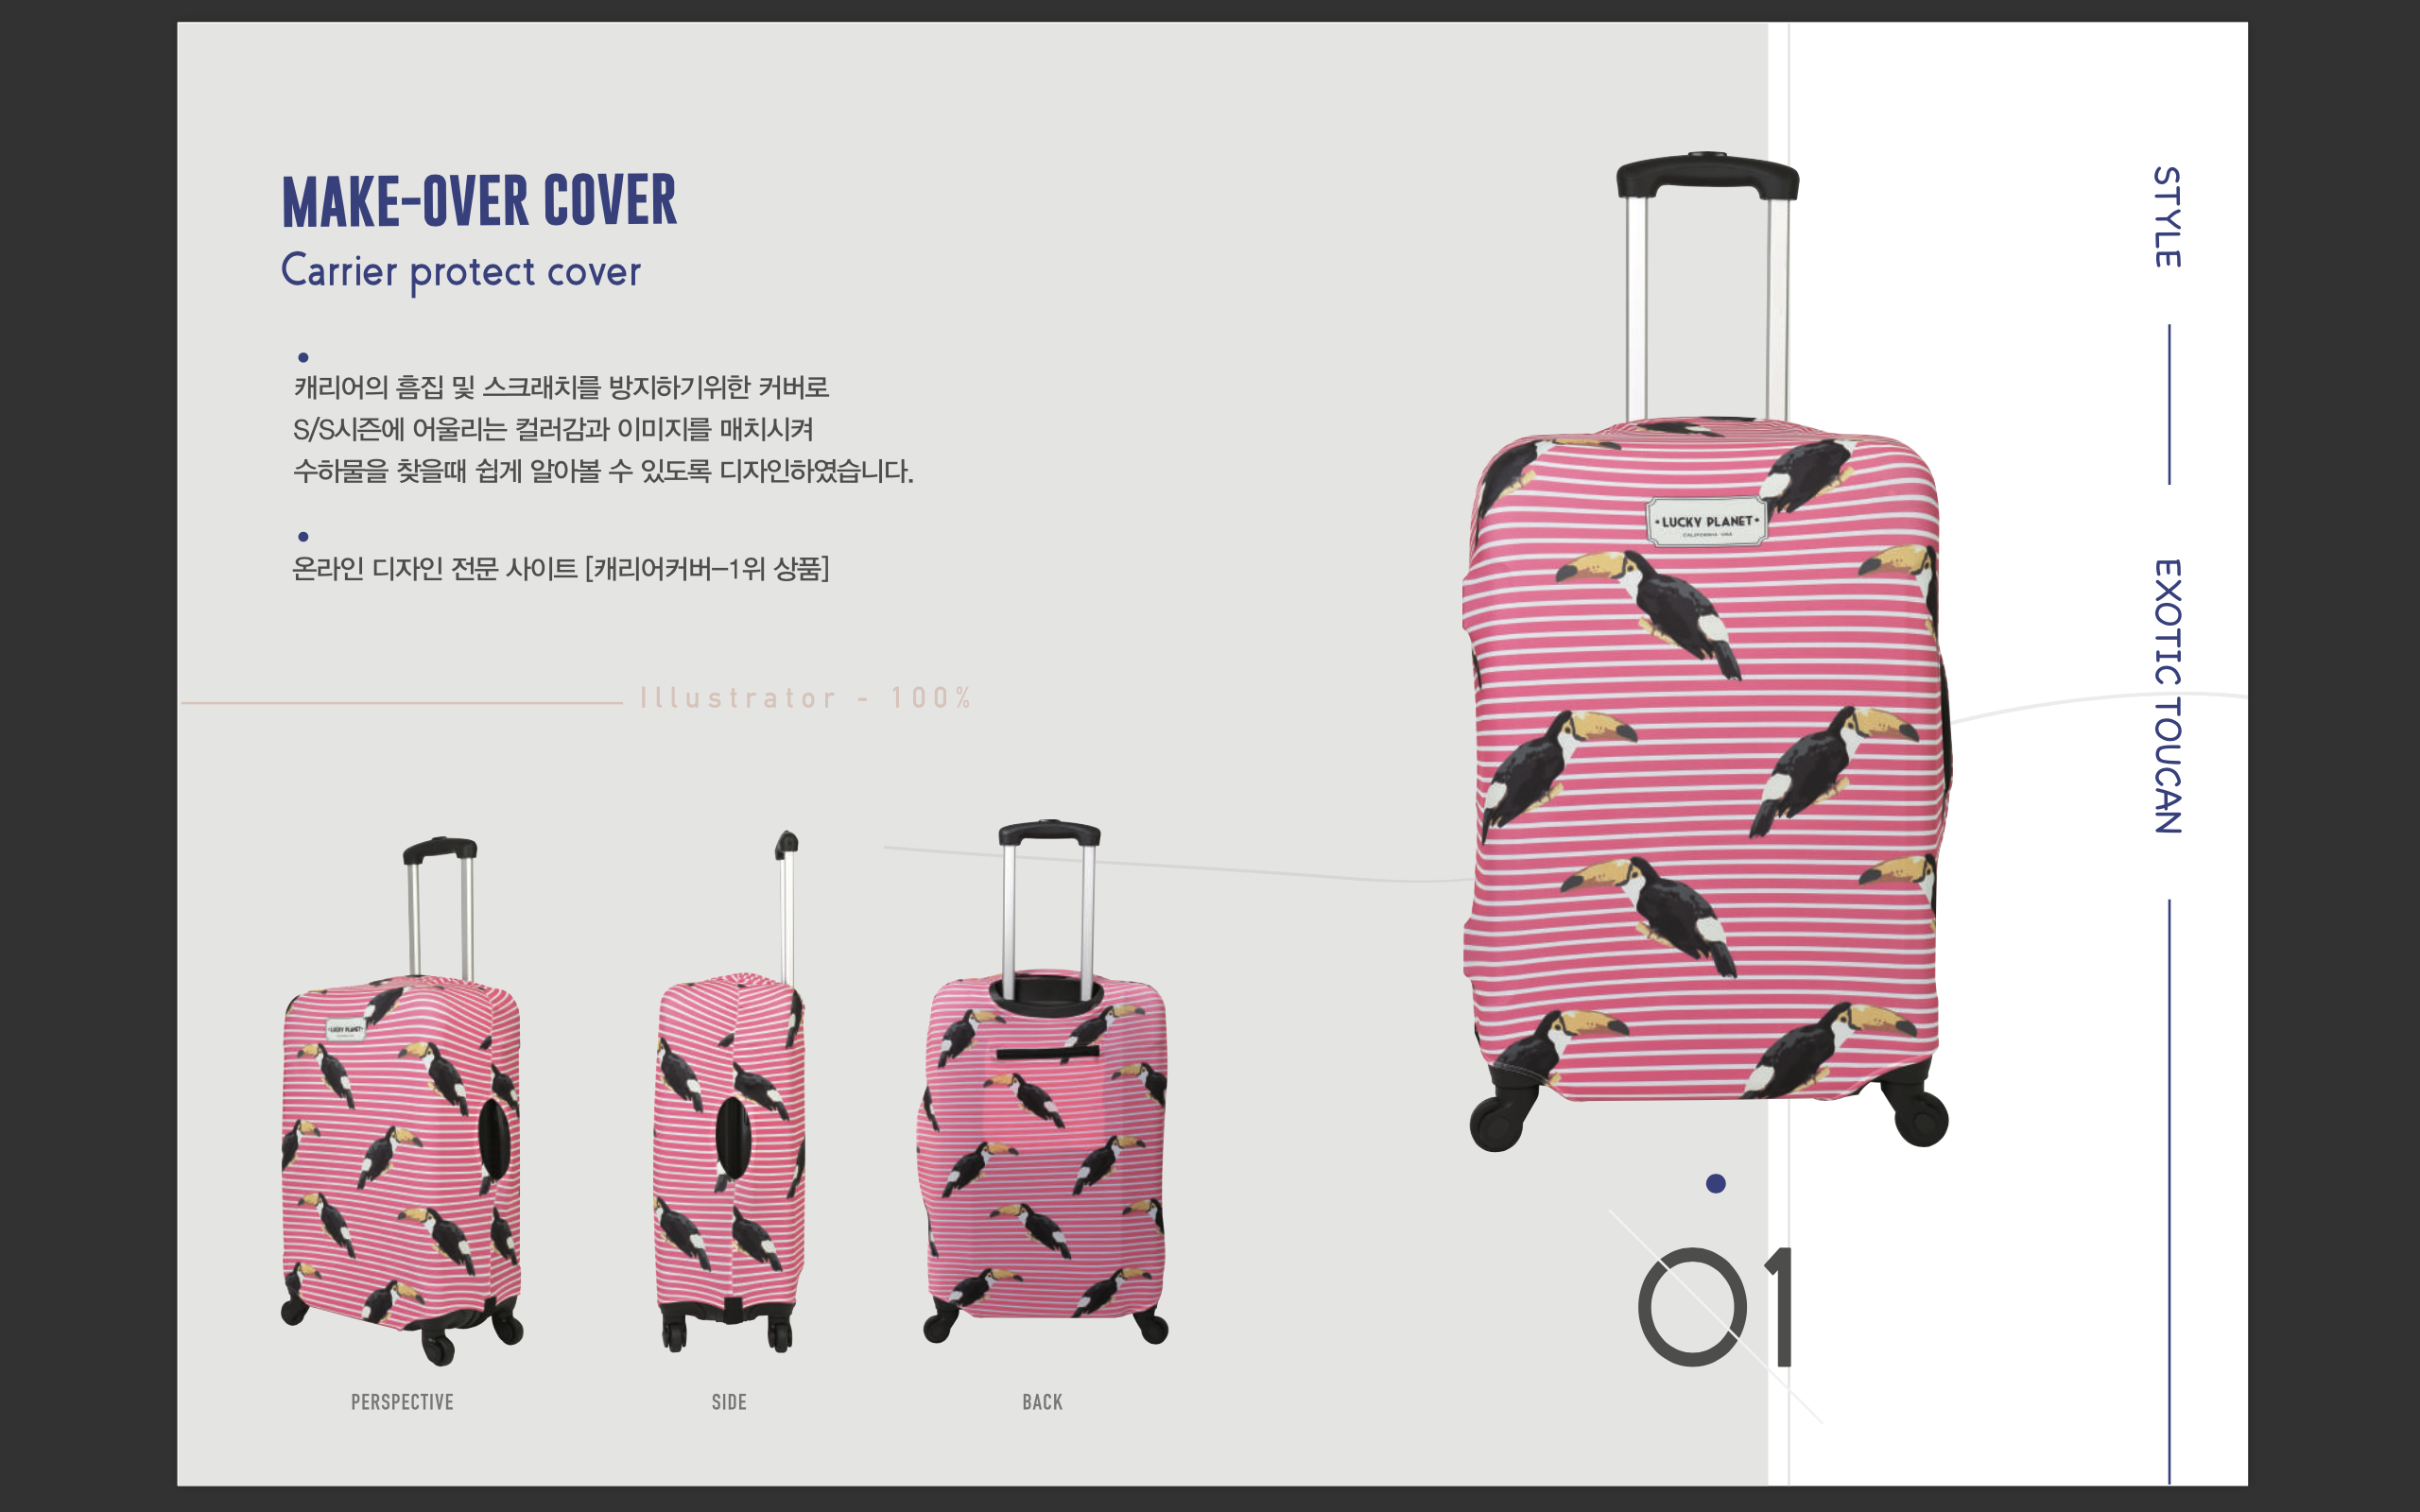 MAKE-OVER COVER
Carrier protect cover
캐리어의 흠집 및 스크래치를 방지하기위한 커버로
S/S시즌에 어울리는 컬러감과 이미지를 매치시켜
수하물을 찾을때 쉽게 알아볼 수 있도록 디자인하였습니다.
온라인 디자인 전문 사이트 [캐리어커버-1위 상품]
Illustrator - 100%
•LUCKY PLANET•
CALIFORNIA USA
STYLE
EXOTIC TOUCAN
•LUCKY PLANET•
01
PERSPECTIVE
SIDE
BACK